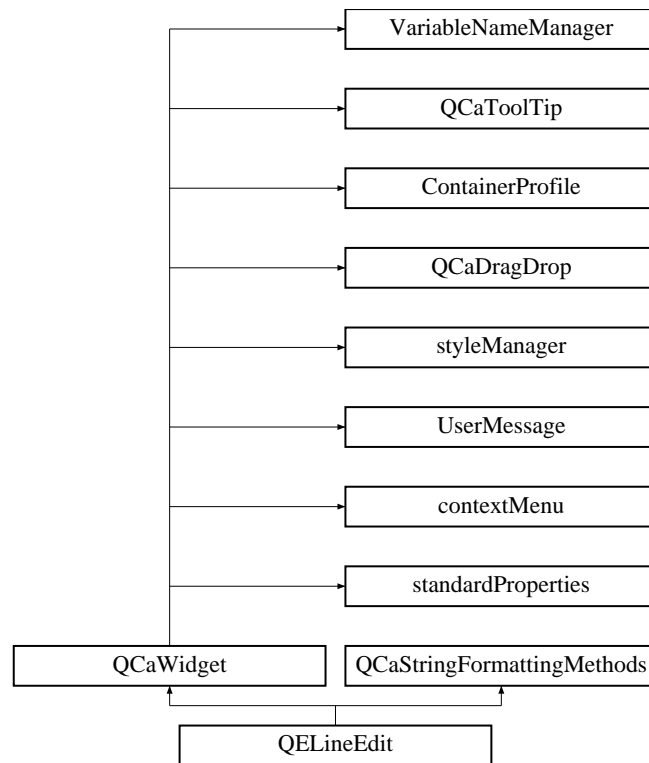 VariableNameManager
QCaToolTip
ContainerProfile
QCaDragDrop
styleManager
UserMessage
contextMenu
standardProperties
QCaWidget
QCaStringFormattingMethods
QELineEdit